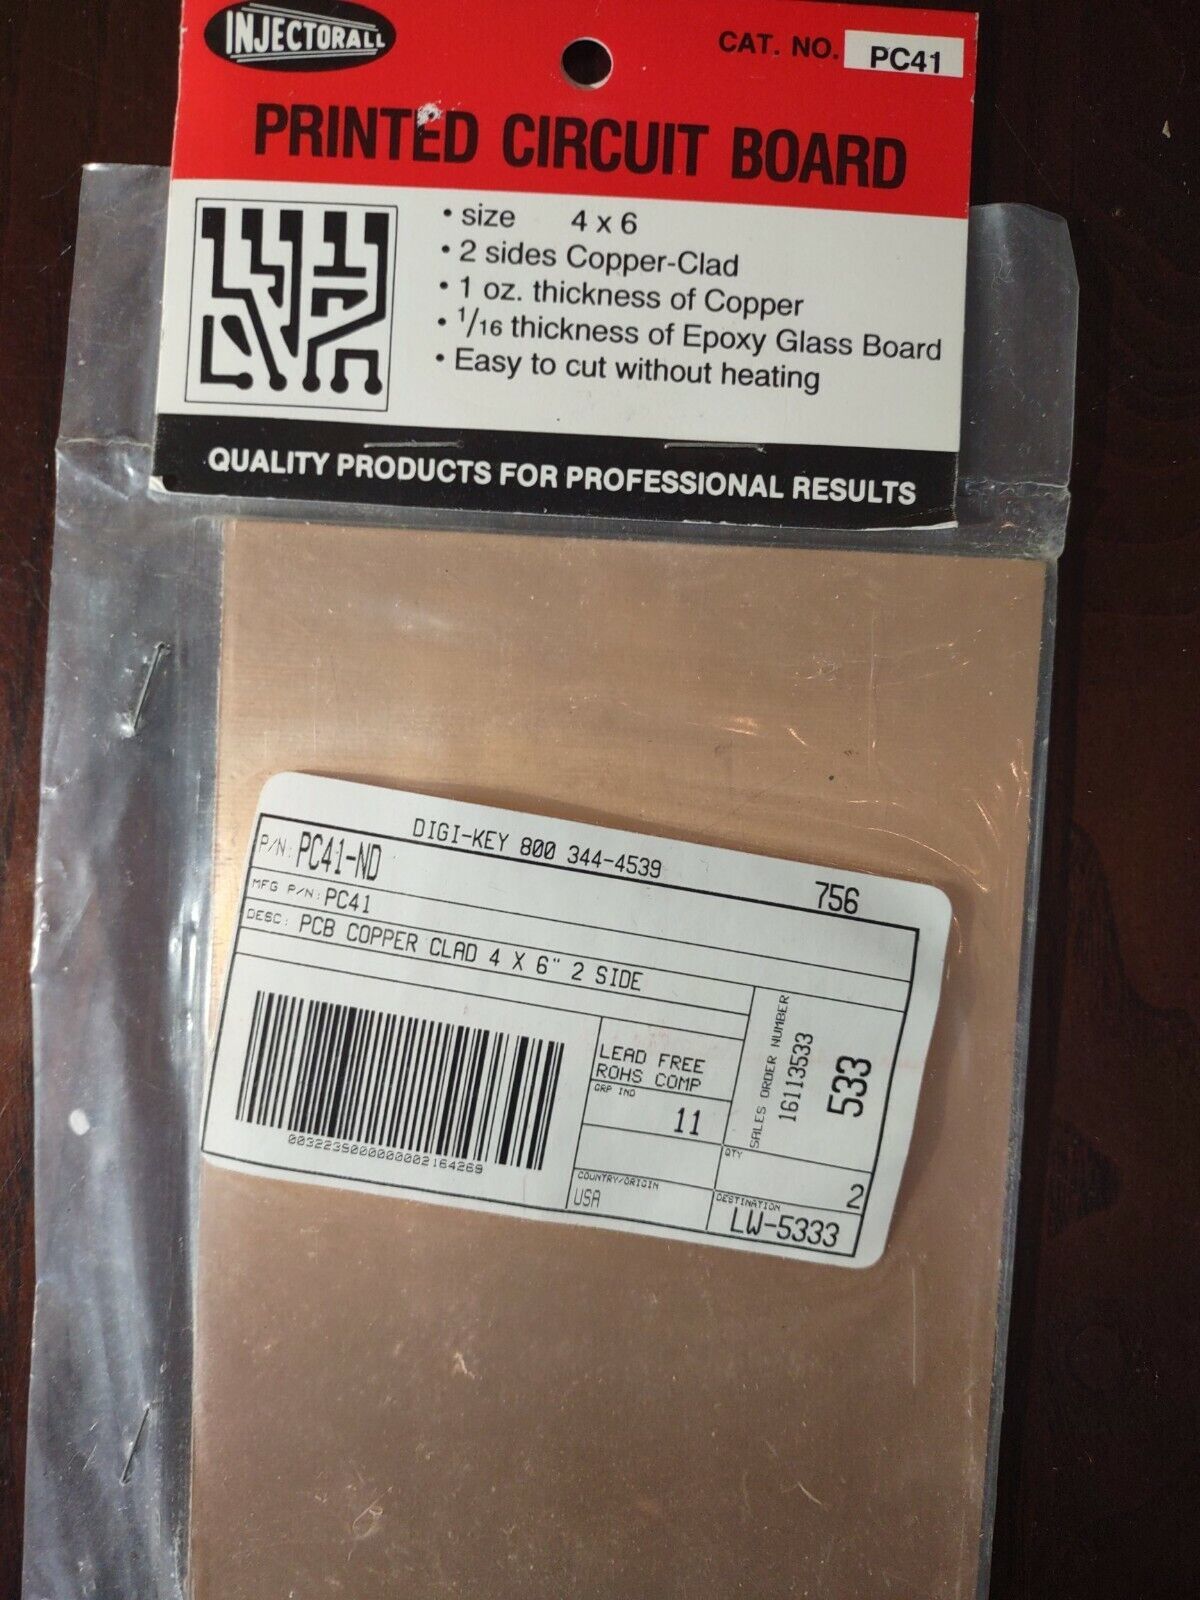 INJECTORALL
CAT. NO. PC41
PRINTED CIRCUIT BOARD
• size 4 x 6
• 2 sides Copper-Clad
• 1 oz. thickness of Copper
• 1/16 thickness of Epoxy Glass Board
• Easy to cut without heating
QUALITY PRODUCTS FOR PROFESSIONAL RESULTS
DIGI-KEY 800 344-4539
P/N: PC41-ND
756
MFG P/N: PC41
DESC: PCB COPPER CLAD 4 X 6" 2 SIDE
LEAD FREE
ROHS COMP
GRP IND
11
SALES ORDER NUMBER
16113533
533
QTY
2
COUNTRY/ORIGIN
USA
DESTINATION
LW-5333